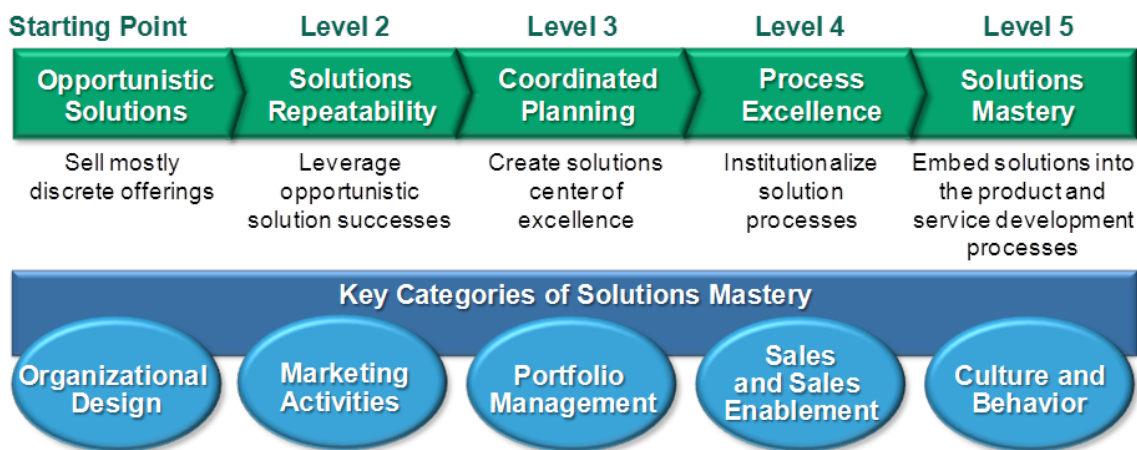 Starting Point
Level 2
Level 3
Level 4
Level 5
Opportunistic
Solutions
Solutions
Repeatability
Coordinated
Planning
Process
Excellence
Solutions
Mastery
Sell mostly
discrete offerings
Leverage
opportunistic
solution successes
Create solutions
center of
excellence
Institutionalize
solution
processes
Embed solutions into
the product and
service development
processes
Key Categories of Solutions Mastery
Organizational
Design
Marketing
Activities
Portfolio
Management
Sales
and Sales
Enablement
Culture and
Behavior